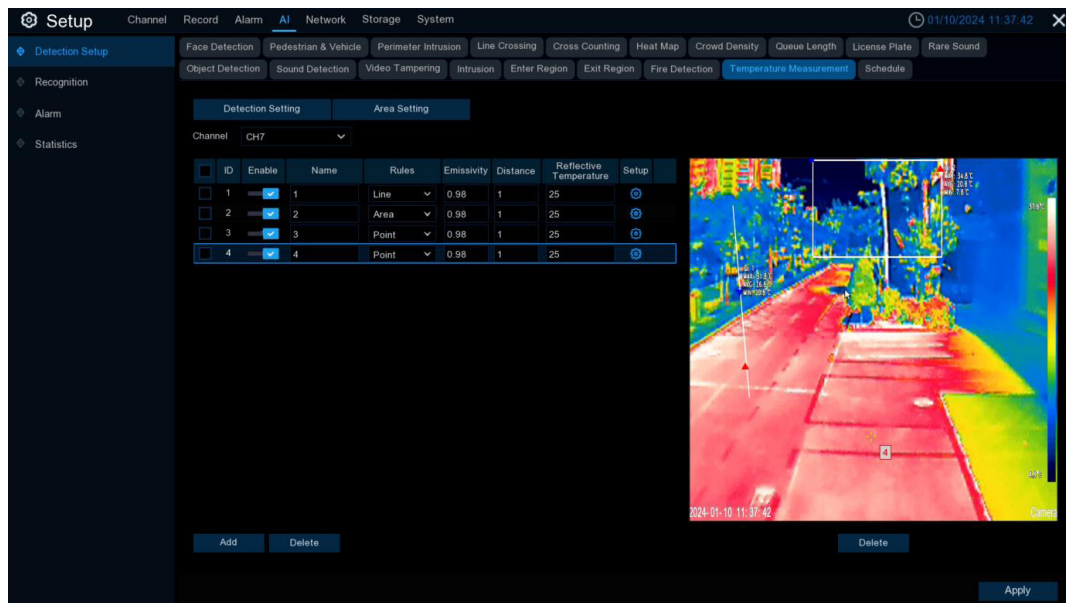 Setup Channel Record Alarm AI Network Storage System 01/10/2024 11:37:42
Detection Setup
Recognition
Alarm
Statistics
Face Detection Pedestrian & Vehicle Perimeter Intrusion Line Crossing Cross Counting Heat Map Crowd Density Queue Length License Plate Rare Sound
Object Detection Sound Detection Video Tampering Intrusion Enter Region Exit Region Fire Detection Temperature Measurement Schedule
Detection Setting Area Setting
Channel CH7
ID Enable Name Rules Emissivity Distance Reflective Temperature Setup
1 1 Line 0.98 1 25
2 2 Area 0.98 1 25
3 3 Point 0.98 1 25
4 4 Point 0.98 1 25
4
2024-01-10 11:37:42 Camera
Add Delete Delete
Apply